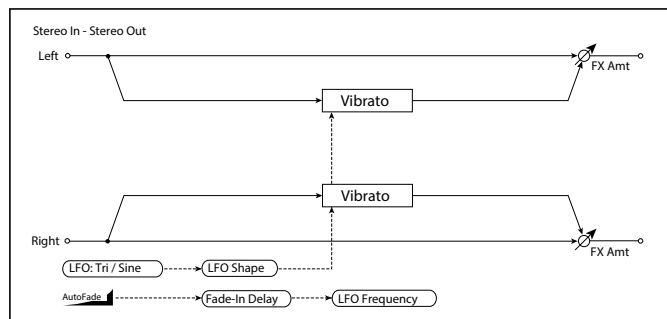 Stereo In - Stereo Out
Left
FX Amt
Vibrato
Vibrato
Right
FX Amt
LFO: Tri / Sine
LFO Shape
AutoFade
Fade-In Delay
LFO Frequency